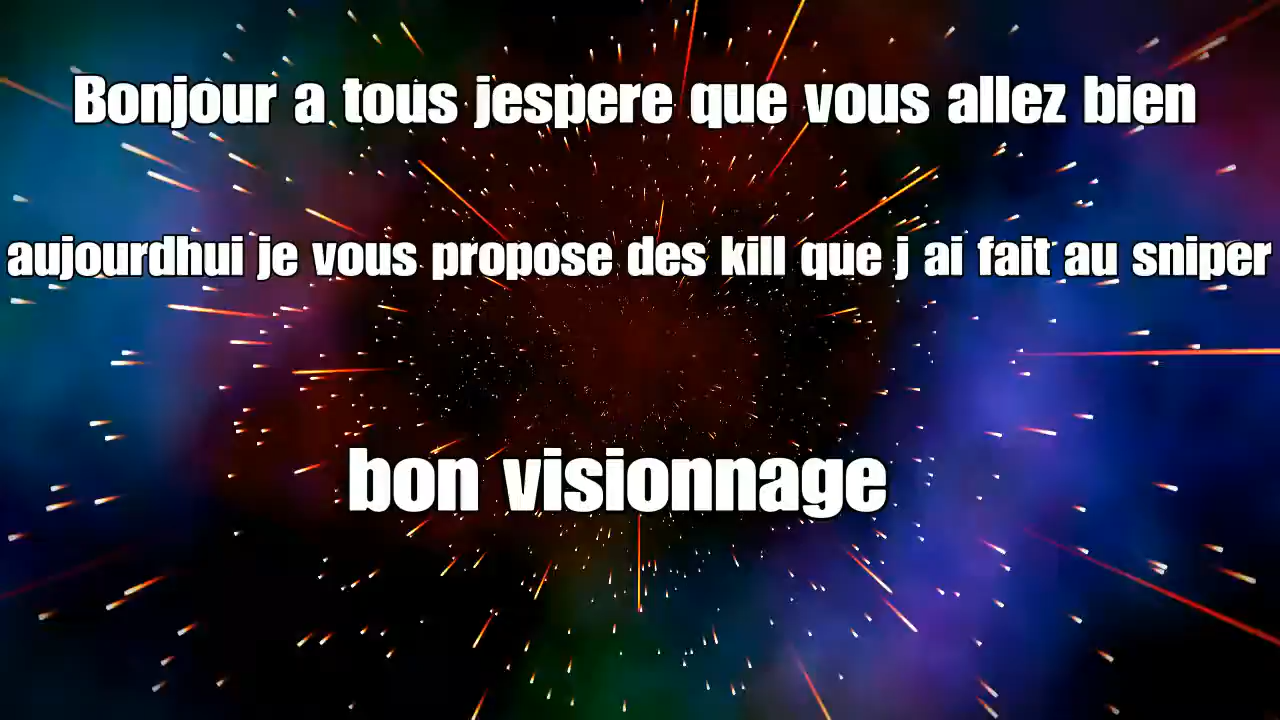 Bonjour a tous jespere que vous allez bien
aujourdhui je vous propose des kill que j ai fait au sniper
bon visionnage